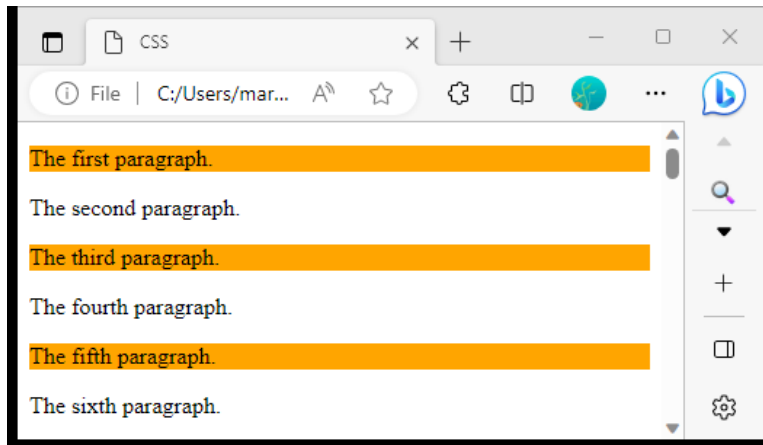 CSS
File C:/Users/mar...
The first paragraph.
The second paragraph.
The third paragraph.
The fourth paragraph.
The fifth paragraph.
The sixth paragraph.